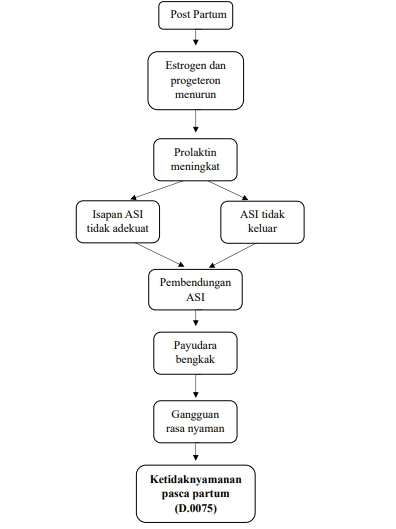 Post Partum
Estrogen dan
progeteron
menurun
Prolaktin
meningkat
Isapan ASI
tidak adekuat
ASI tidak
keluar
Pembendungan
ASI
Payudara
bengkak
Gangguan
rasa nyaman
Ketidaknyamanan
pasca partum
(D.0075)